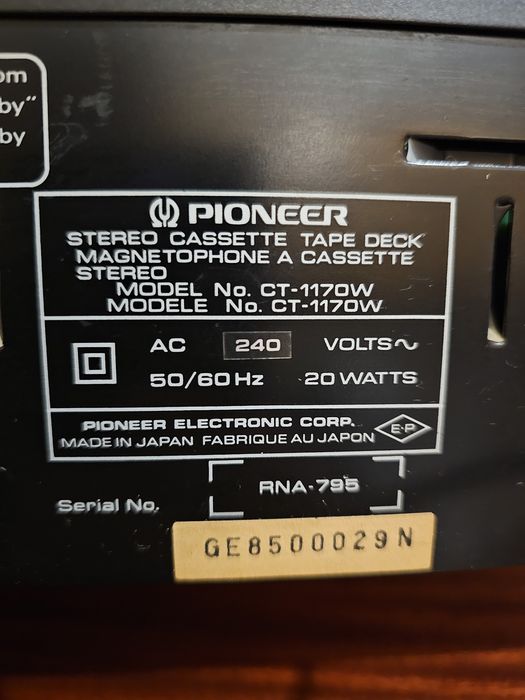 om
by"
by
PIONEER
STEREO CASSETTE TAPE DECK
MAGNETOPHONE A CASSETTE
STEREO
MODEL No. CT-1170W
MODELE No. CT-1170W
AC 240 VOLTS~
50/60 Hz 20 WATTS
PIONEER ELECTRONIC CORP.
MADE IN JAPAN FABRIQUE AU JAPON
E-P
RNA-795
Serial No.
GE8500029N